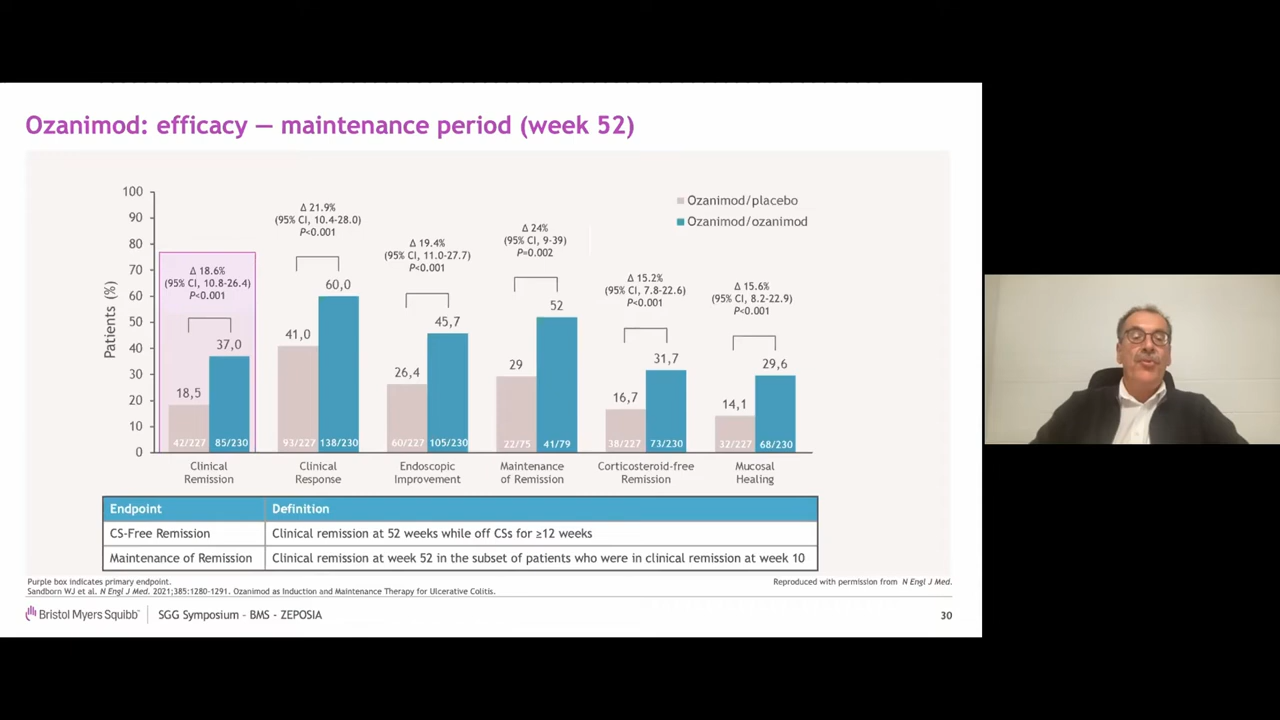 Ozanimod: efficacy — maintenance period (week 52)
Patients (%)
100
90
80
70
60
50
40
30
20
10
0
Ozanimod/placebo
Ozanimod/ozanimod
Δ 18.6%
(95% CI, 10.8-26.4)
P<0.001
18,5
37,0
42/227
85/230
Clinical
Remission
Δ 21.9%
(95% CI, 10.4-28.0)
P<0.001
41,0
60,0
93/227
138/230
Clinical
Response
Δ 19.4%
(95% CI, 11.0-27.7)
P<0.001
26,4
45,7
60/227
105/230
Endoscopic
Improvement
Δ 24%
(95% CI, 9-39)
P=0.002
29
52
22/75
41/79
Maintenance
of Remission
Δ 15.2%
(95% CI, 7.8-22.6)
P<0.001
16,7
31,7
38/227
73/230
Corticosteroid-free
Remission
Δ 15.6%
(95% CI, 8.2-22.9)
P<0.001
14,1
29,6
32/227
68/230
Mucosal
Healing
Endpoint Definition
CS-Free Remission Clinical remission at 52 weeks while off CSs for ≥12 weeks
Maintenance of Remission Clinical remission at week 52 in the subset of patients who were in clinical remission at week 10
Purple box indicates primary endpoint.
Sandborn WJ et al. N Engl J Med. 2021;385:1280-1291. Ozanimod as Induction and Maintenance Therapy for Ulcerative Colitis.
Reproduced with permission from N Engl J Med.
Bristol Myers Squibb
SGG Symposium - BMS - ZEPOSIA
30